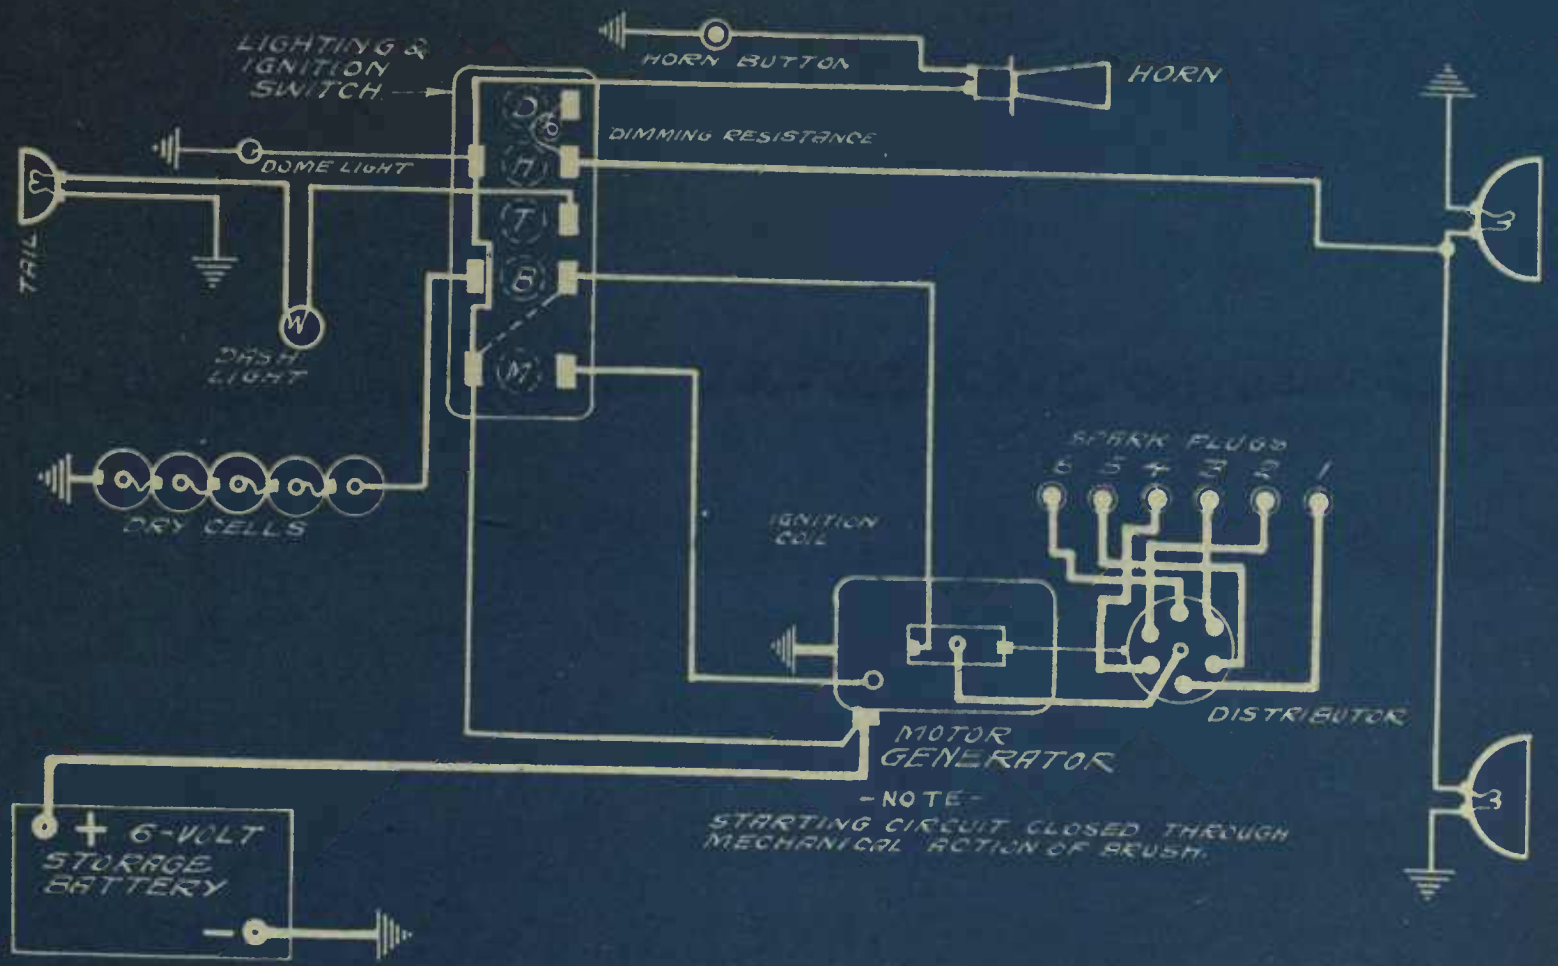 LIGHTING &
IGNITION
SWITCH
HORN BUTTON
HORN
DIMMING RESISTANCE
DOME LIGHT
TAIL
D
H
T
B
M
W
DASH
LIGHT
DRY CELLS
SPARK PLUGS
6 5 4 3 2 1
IGNITION
COIL
DISTRIBUTOR
MOTOR
GENERATOR
-NOTE-
STARTING CIRCUIT CLOSED THROUGH
MECHANICAL ACTION OF BRUSH.
+ 6-VOLT
STORAGE
BATTERY
-